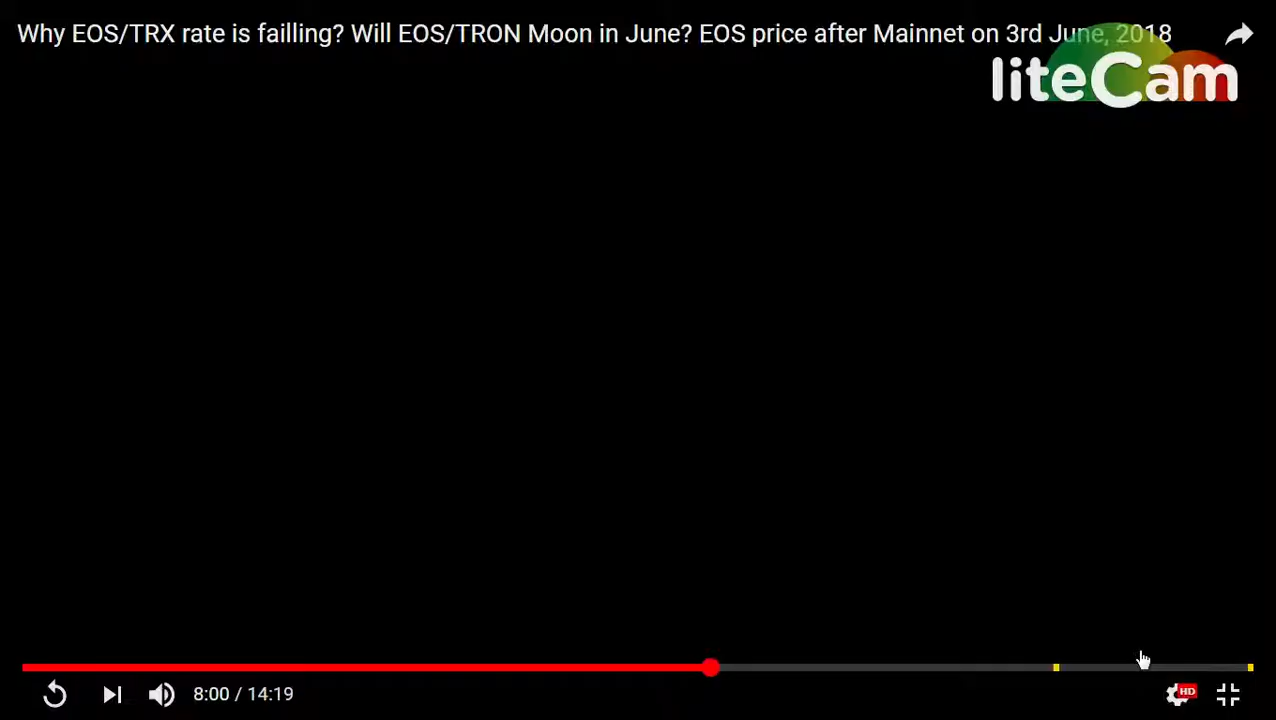 Why EOS/TRX rate is failling? Will EOS/TRON Moon in June? EOS price after Mainnet on 3rd June, 2018
liteCam
8:00 / 14:19
HD